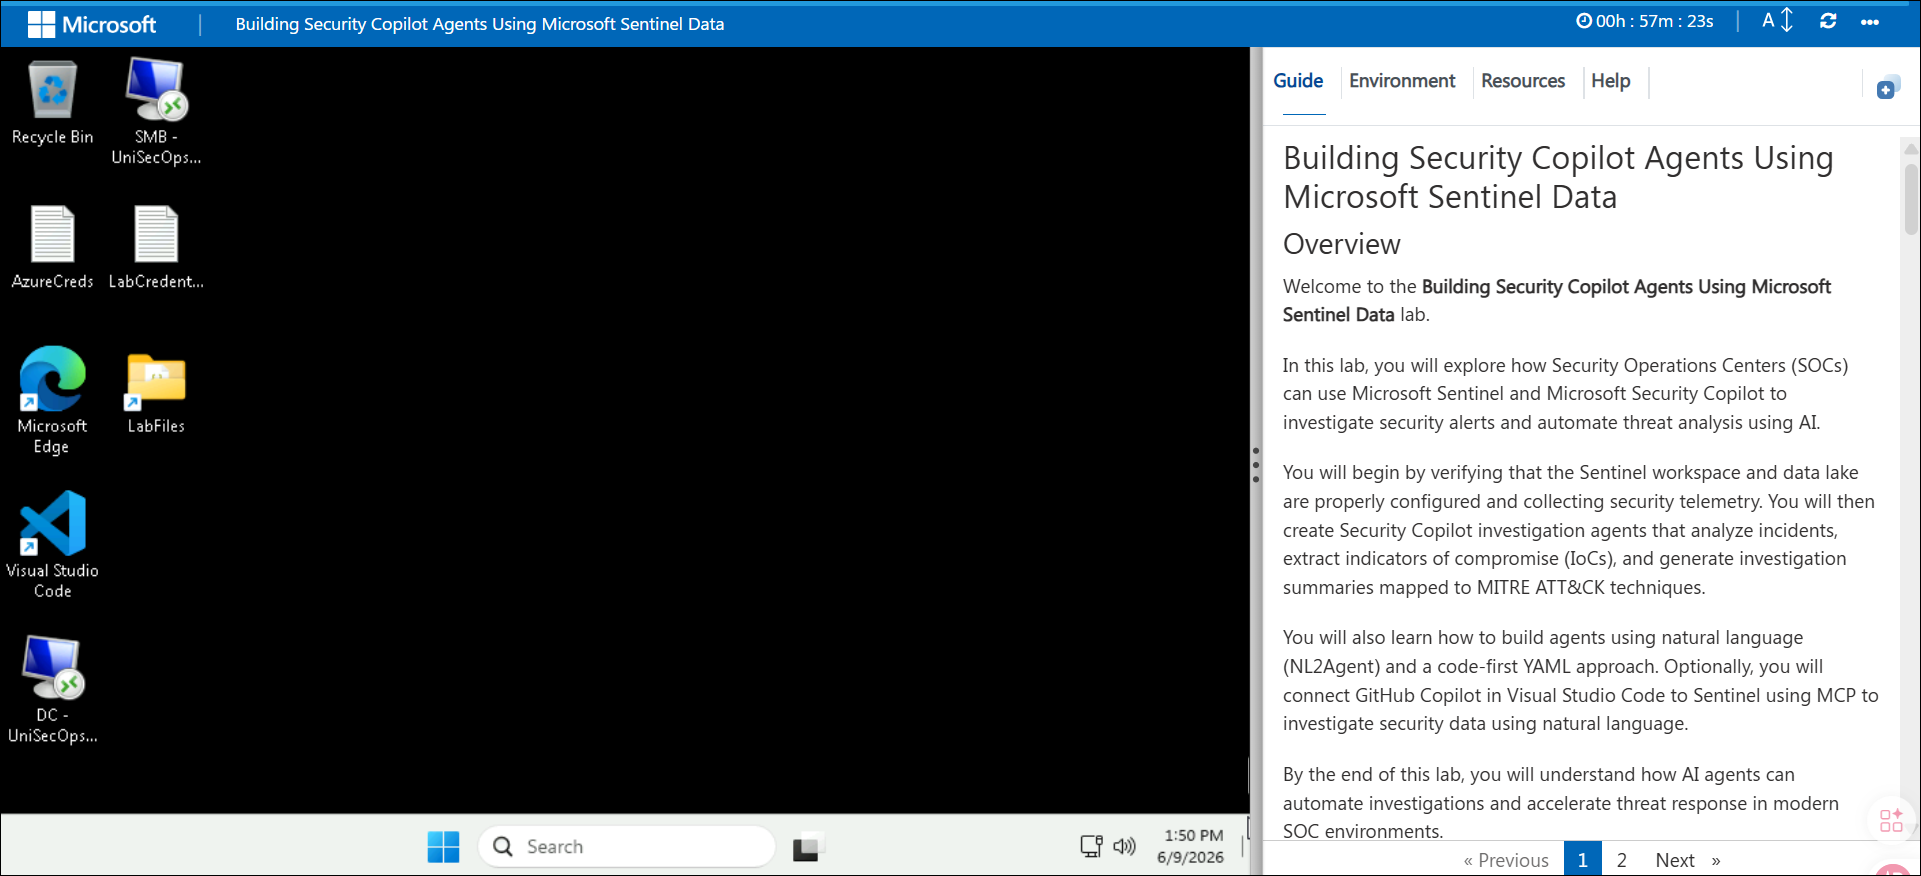 Microsoft
Building Security Copilot Agents Using Microsoft Sentinel Data
00h : 57m : 23s
A
Recycle Bin
SMB -
UniSecOps...
AzureCreds
LabCredent...
Microsoft
Edge
LabFiles
Visual Studio
Code
DC -
UniSecOps...
Search
1:50 PM
6/9/2026
Guide
Environment
Resources
Help
Building Security Copilot Agents Using
Microsoft Sentinel Data
Overview
Welcome to the Building Security Copilot Agents Using Microsoft
Sentinel Data lab.
In this lab, you will explore how Security Operations Centers (SOCs)
can use Microsoft Sentinel and Microsoft Security Copilot to
investigate security alerts and automate threat analysis using AI.
You will begin by verifying that the Sentinel workspace and data lake
are properly configured and collecting security telemetry. You will then
create Security Copilot investigation agents that analyze incidents,
extract indicators of compromise (IoCs), and generate investigation
summaries mapped to MITRE ATT&CK techniques.
You will also learn how to build agents using natural language
(NL2Agent) and a code-first YAML approach. Optionally, you will
connect GitHub Copilot in Visual Studio Code to Sentinel using MCP to
investigate security data using natural language.
By the end of this lab, you will understand how AI agents can
automate investigations and accelerate threat response in modern
SOC environments.
« Previous 1 2 Next »